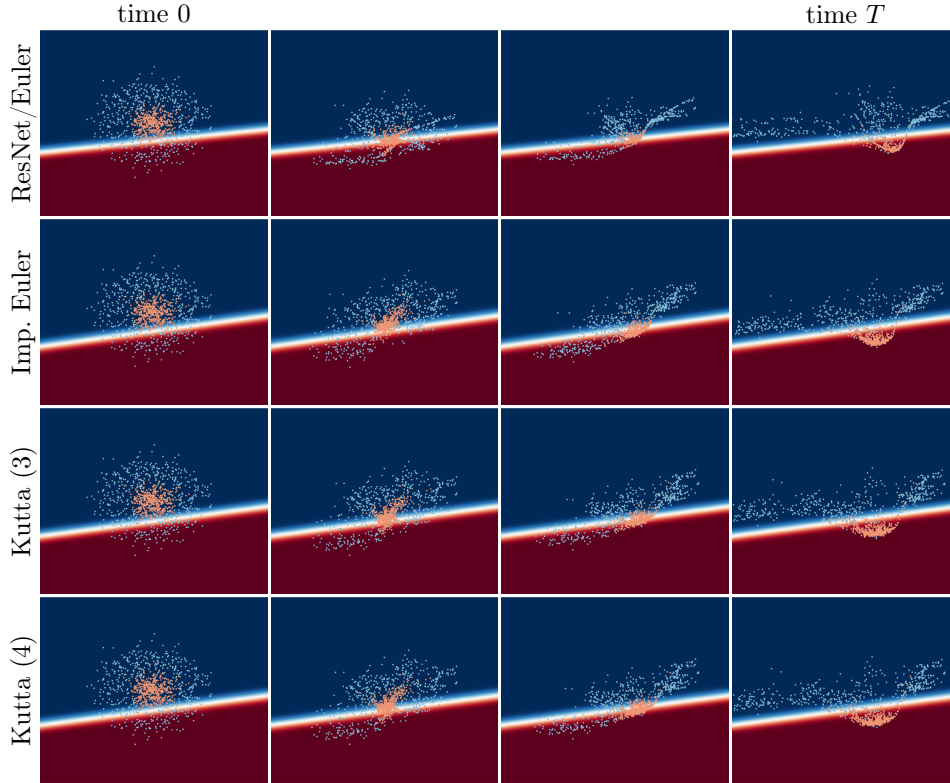 time 0
time T
ResNet/Euler
Imp. Euler
Kutta (3)
Kutta (4)